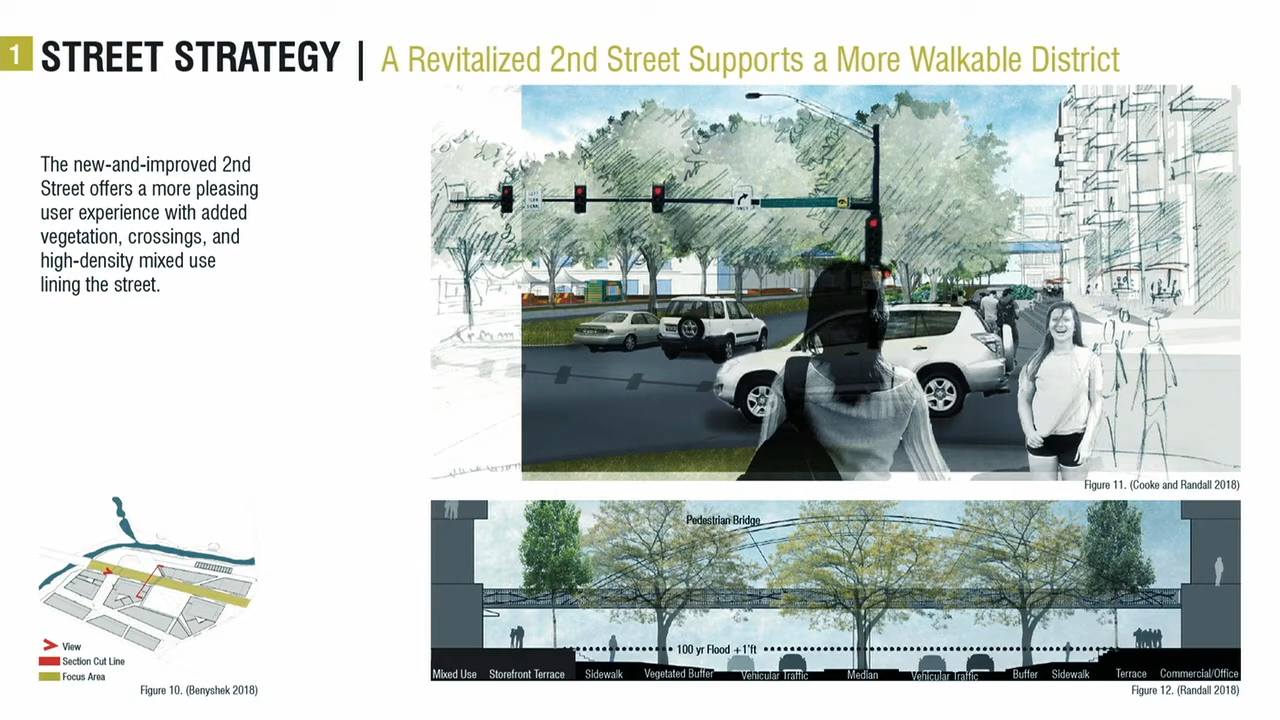 1 STREET STRATEGY | A Revitalized 2nd Street Supports a More Walkable District
The new-and-improved 2nd
Street offers a more pleasing
user experience with added
vegetation, crossings, and
high-density mixed use
lining the street.
Figure 11. (Cooke and Randall 2018)
Pedestrian Bridge
100 yr Flood +1'ft
Mixed Use Storefront Terrace Sidewalk Vegetated Buffer Vehicular Traffic Median Vehicular Traffic Buffer Sidewalk Terrace Commercial/Office
Figure 12. (Randall 2018)
View
Section Cut Line
Focus Area
Figure 10. (Benyshek 2018)